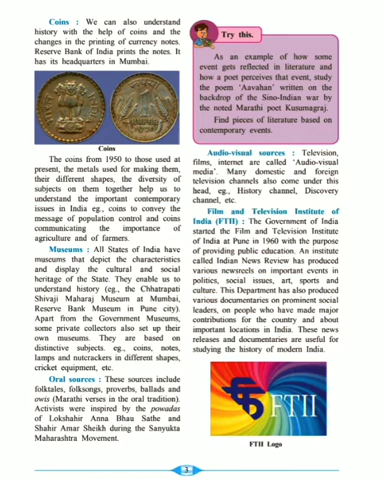 Coins : We can also understand
history with the help of coins and the
changes in the printing of currency notes.
Reserve Bank of India prints the notes. It
has its headquarters in Mumbai.
Coins
The coins from 1950 to those used at
present, the metals used for making them,
their different shapes, the diversity of
subjects on them together help us to
understand the important contemporary
issues in India eg., coins to convey the
message of population control and coins
communicating the importance of
agriculture and of farmers.
Museums : All States of India have
museums that depict the characteristics
and display the cultural and social
heritage of the State. They enable us to
understand history (eg., the Chhatrapati
Shivaji Maharaj Museum at Mumbai,
Reserve Bank Museum in Pune city).
Apart from the Government Museums,
some private collectors also set up their
own museums. They are based on
distinctive subjects. eg., coins, notes,
lamps and nutcrackers in different shapes,
cricket equipment, etc.
Oral sources : These sources include
folktales, folksongs, proverbs, ballads and
owis (Marathi verses in the oral tradition).
Activists were inspired by the powadas
of Lokshahir Anna Bhau Sathe and
Shahir Amar Sheikh during the Sanyukta
Maharashtra Movement.
Try this.
As an example of how some
event gets reflected in literature and
how a poet perceives that event, study
the poem 'Aavahan' written on the
backdrop of the Sino-Indian war by
the noted Marathi poet Kusumagraj.
Find pieces of literature based on
contemporary events.
Audio-visual sources : Television,
films, internet are called 'Audio-visual
media'. Many domestic and foreign
television channels also come under this
head, eg., History channel, Discovery
channel, etc.
Film and Television Institute of
India (FTII) : The Government of India
started the Film and Television Institute
of India at Pune in 1960 with the purpose
of providing public education. An institute
called Indian News Review has produced
various newsreels on important events in
politics, social issues, art, sports and
culture. This Department has also produced
various documentaries on prominent social
leaders, on people who have made major
contributions for the country and about
important locations in India. These news
releases and documentaries are useful for
studying the history of modern India.
FTII
FTII Logo
3